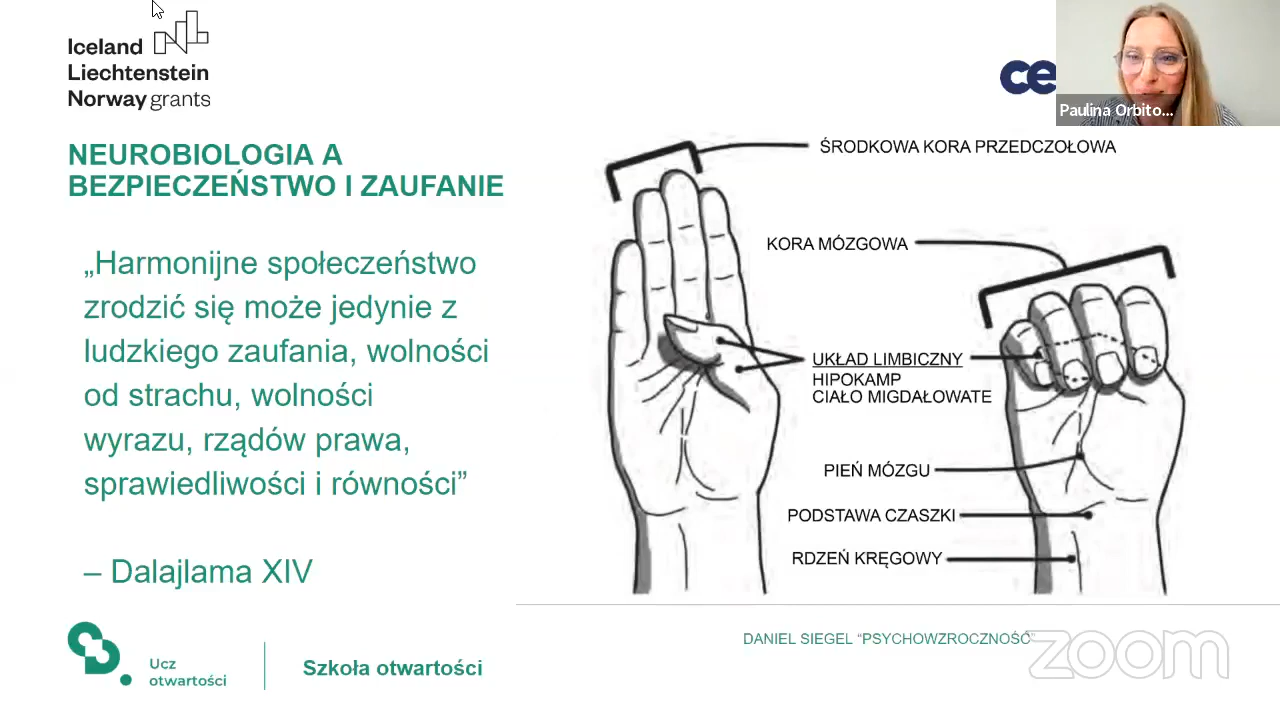 Iceland
Liechtenstein
Norway grants
ce
Paulina Orbito...
NEUROBIOLOGIA A
BEZPIECZEŃSTWO I ZAUFANIE
„Harmonijne społeczeństwo
zrodzić się może jedynie z
ludzkiego zaufania, wolności
od strachu, wolności
wyrazu, rządów prawa,
sprawiedliwości i równości”
– Dalajlama XIV
ŚRODKOWA KORA PRZEDCZOŁOWA
KORA MÓZGOWA
UKŁAD LIMBICZNY
HIPOKAMP
CIAŁO MIGDAŁOWATE
PIEŃ MÓZGU
PODSTAWA CZASZKI
RDZEŃ KRĘGOWY
DANIEL SIEGEL “PSYCHOWZROCZNOŚĆ”
Ucz
otwartości
Szkoła otwartości
zoom